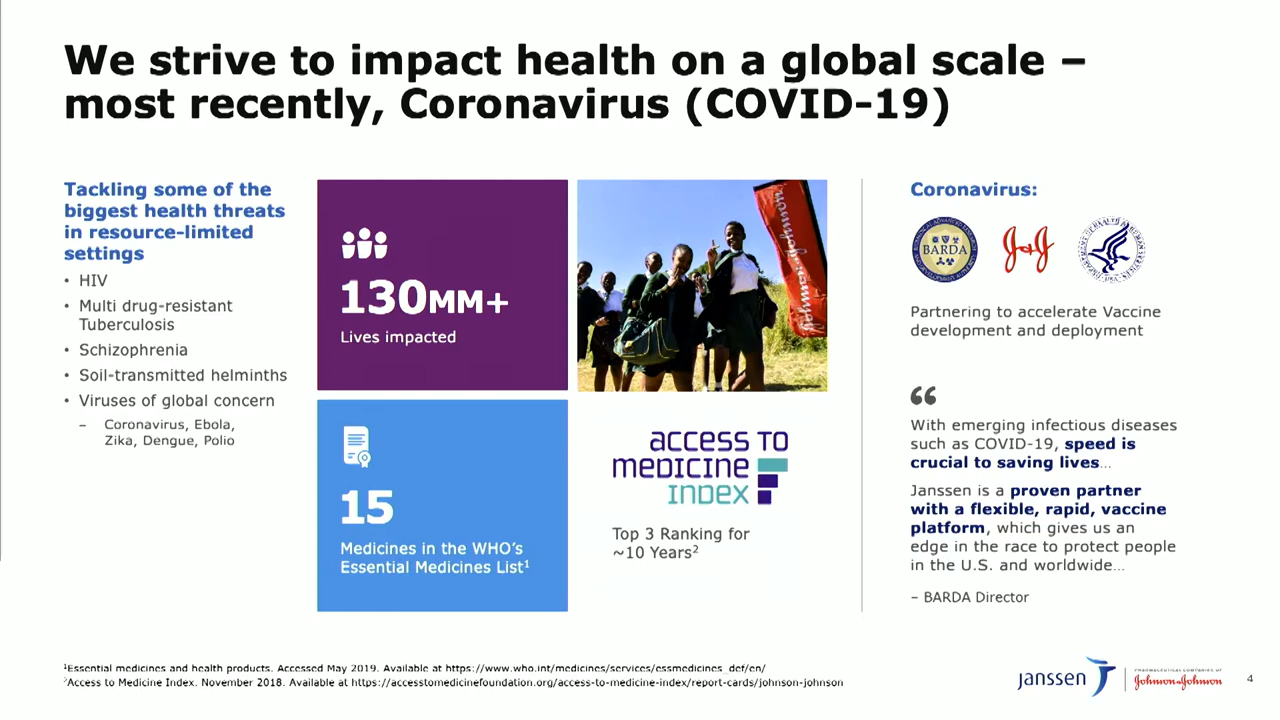 We strive to impact health on a global scale –
most recently, Coronavirus (COVID-19)
Tackling some of the
biggest health threats
in resource-limited
settings
• HIV
• Multi drug-resistant
Tuberculosis
• Schizophrenia
• Soil-transmitted helminths
• Viruses of global concern
– Coronavirus, Ebola,
Zika, Dengue, Polio
130MM+
Lives impacted
Johnson&Johnson
15
Medicines in the WHO’s
Essential Medicines List¹
access to
medicine
index
Top 3 Ranking for
~10 Years²
Coronavirus:
BARDA
J&J
Partnering to accelerate Vaccine
development and deployment
“
With emerging infectious diseases
such as COVID-19, speed is
crucial to saving lives…
Janssen is a proven partner
with a flexible, rapid, vaccine
platform, which gives us an
edge in the race to protect people
in the U.S. and worldwide…
– BARDA Director
¹Essential medicines and health products. Accessed May 2019. Available at https://www.who.int/medicines/services/essmedicines_def/en/
²Access to Medicine Index. November 2018. Available at https://accesstomedicinefoundation.org/access-to-medicine-index/report-cards/johnson-johnson
janssen
PHARMACEUTICAL COMPANIES OF
Johnson&Johnson
4